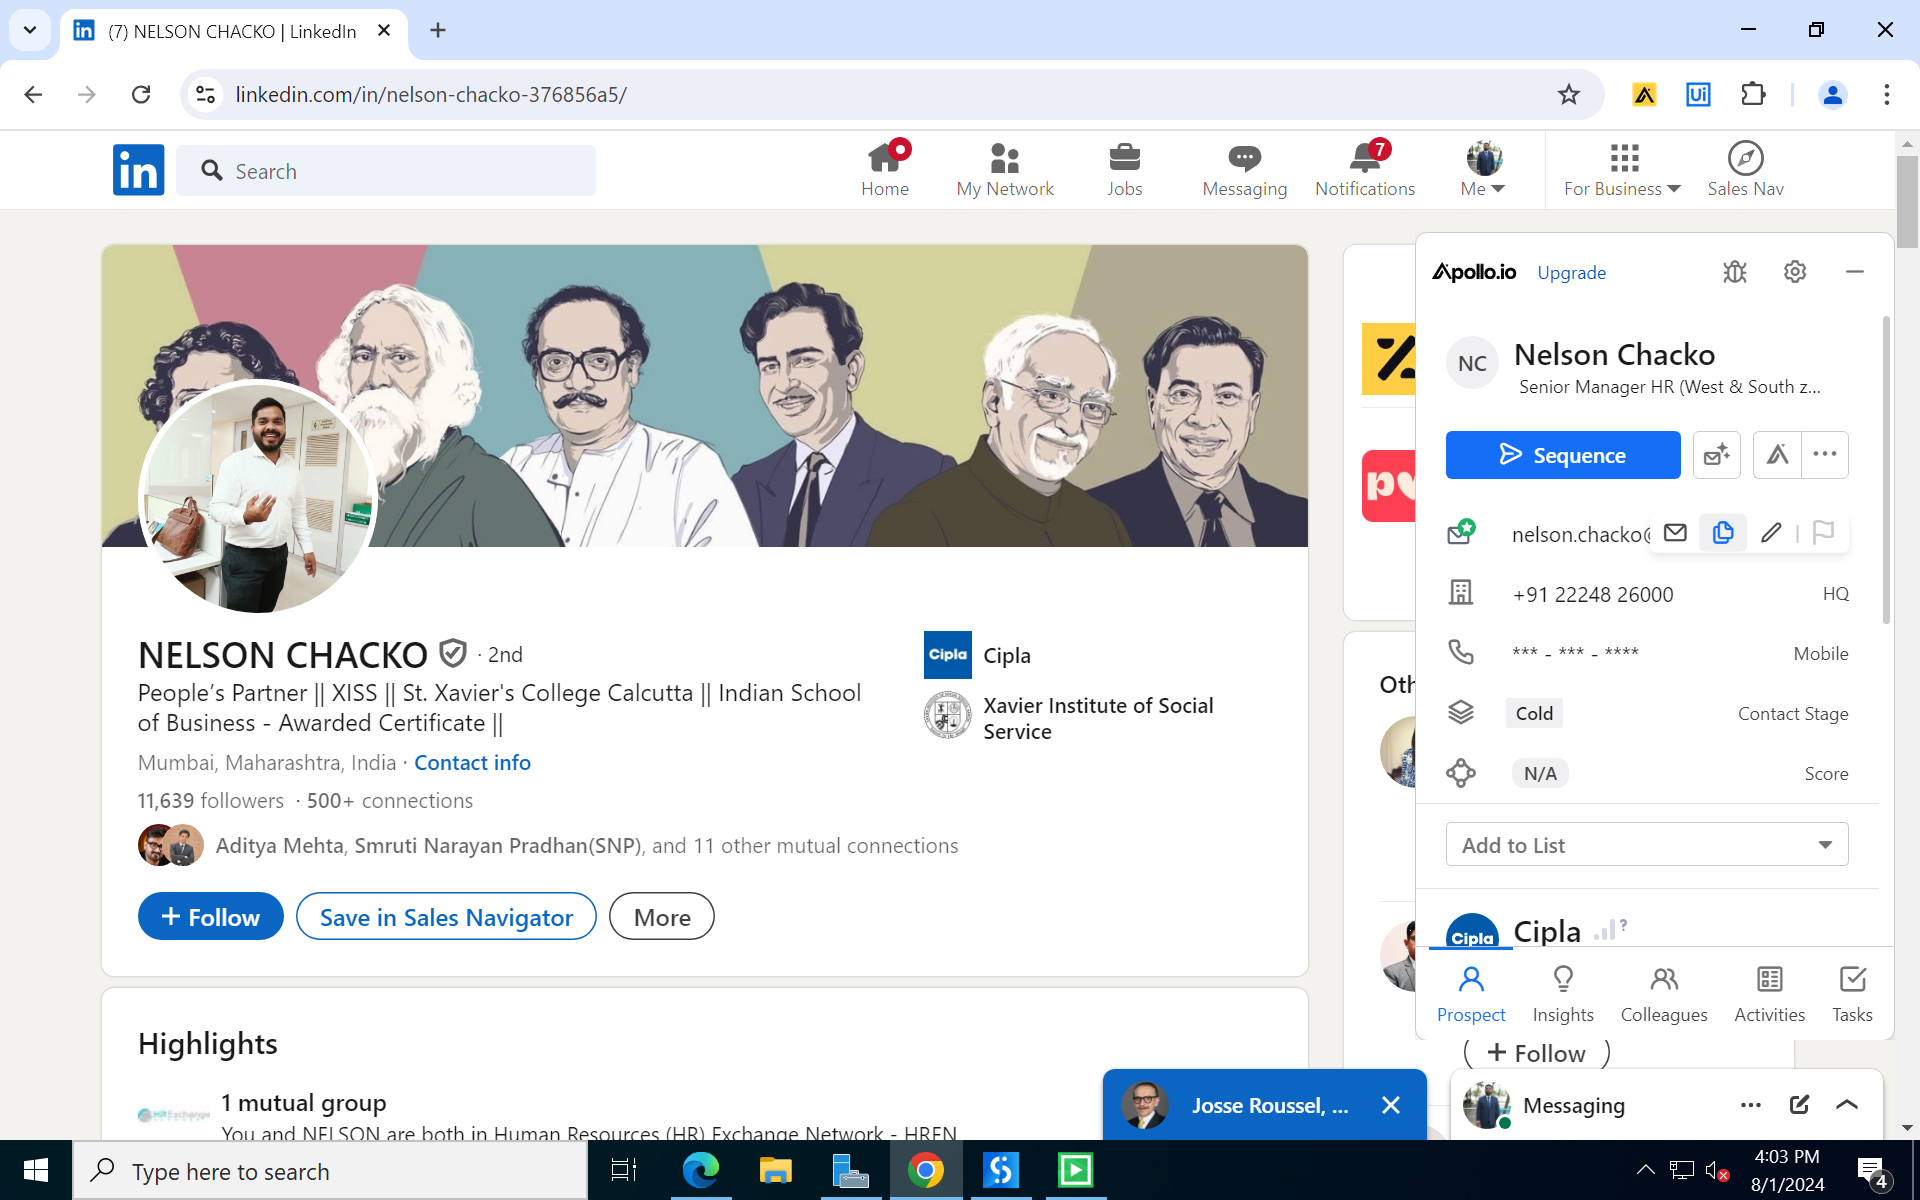 (7) NELSON CHACKO | LinkedIn
linkedin.com/in/nelson-chacko-376856a5/
Ui
in
Search
Home
My Network
Jobs
Messaging
7
Notifications
Me
For Business
Sales Nav
Apollo.io
Upgrade
NC
Nelson Chacko
Senior Manager HR (West & South z...
Sequence
nelson.chacko@
+91 22248 26000
HQ
*** - *** - ****
Mobile
Cold
Contact Stage
N/A
Score
Add to List
Cipla
Cipla
?
Prospect
Insights
Colleagues
Activities
Tasks
NELSON CHACKO · 2nd
People’s Partner || XISS || St. Xavier's College Calcutta || Indian School
of Business - Awarded Certificate ||
Mumbai, Maharashtra, India · Contact info
11,639 followers · 500+ connections
Aditya Mehta, Smruti Narayan Pradhan(SNP), and 11 other mutual connections
Follow
Save in Sales Navigator
More
Cipla
Cipla
Xavier Institute of Social
Service
Highlights
1 mutual group
You and NELSON are both in Human Resources (HR) Exchange Network - HREN
Follow
Josse Roussel, ...
Messaging
Type here to search
4:03 PM
8/1/2024
4